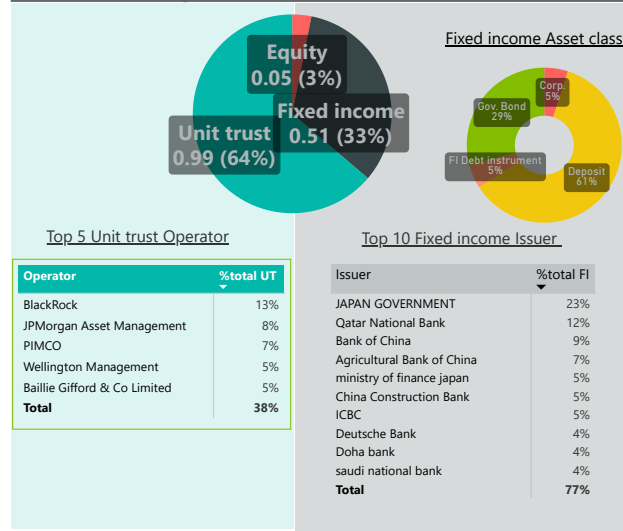 Equity
0.05 (3%)
Fixed income
0.51 (33%)
Unit trust
0.99 (64%)
Fixed income Asset class
Corp.
5%
Gov. Bond
29%
FI Debt instrument
5%
Deposit
61%
Top 5 Unit trust Operator
Operator %total UT
BlackRock 13%
JPMorgan Asset Management 8%
PIMCO 7%
Wellington Management 5%
Baillie Gifford & Co Limited 5%
Total 38%
Top 10 Fixed income Issuer
Issuer %total FI
JAPAN GOVERNMENT 23%
Qatar National Bank 12%
Bank of China 9%
Agricultural Bank of China 7%
ministry of finance japan 5%
China Construction Bank 5%
ICBC 5%
Deutsche Bank 4%
Doha bank 4%
saudi national bank 4%
Total 77%